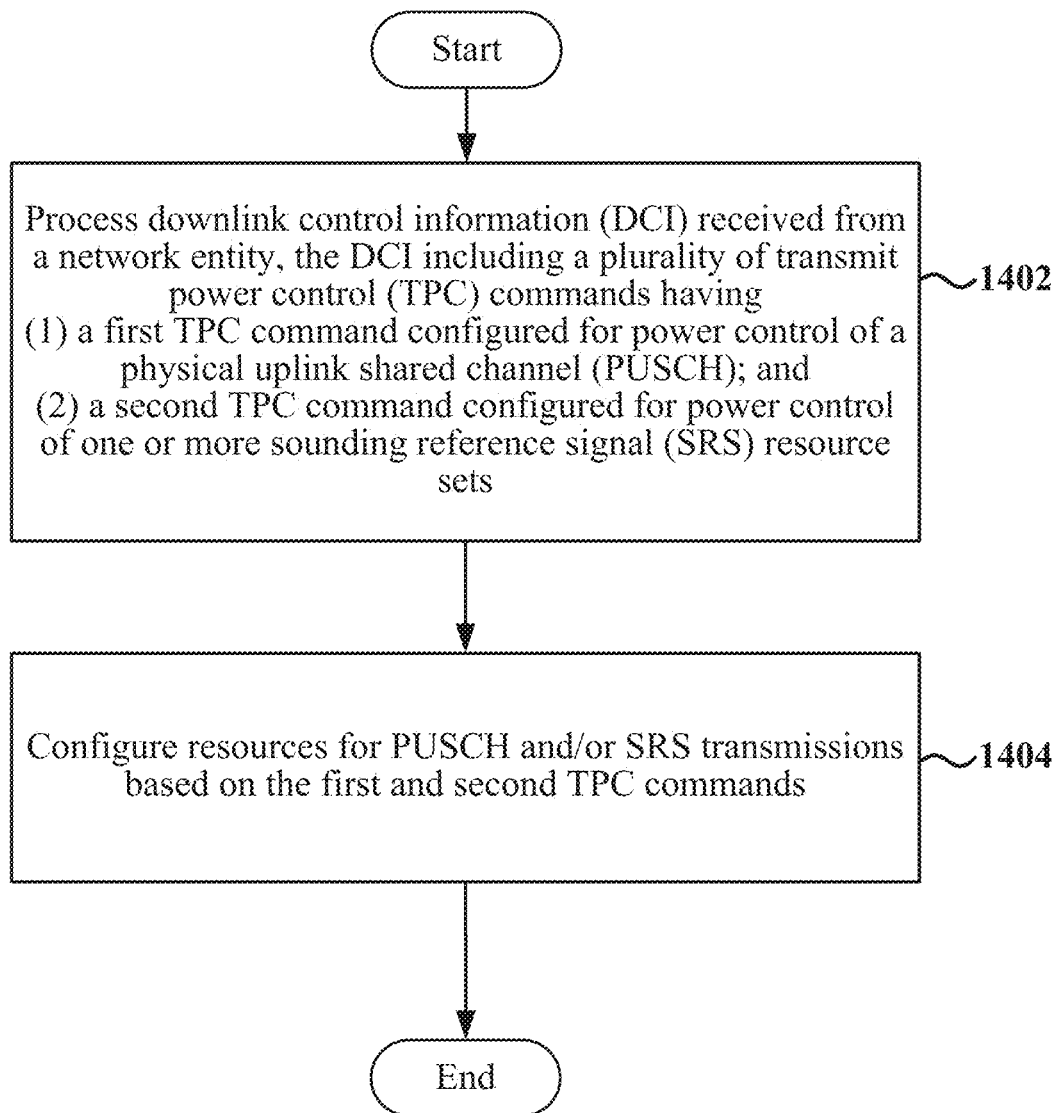 Start
Process downlink control information (DCI) received from
a network entity, the DCI including a plurality of transmit
power control (TPC) commands having
(1) a first TPC command configured for power control of a
physical uplink shared channel (PUSCH); and
(2) a second TPC command configured for power control
of one or more sounding reference signal (SRS) resource
sets
1402
Configure resources for PUSCH and/or SRS transmissions
based on the first and second TPC commands
1404
End